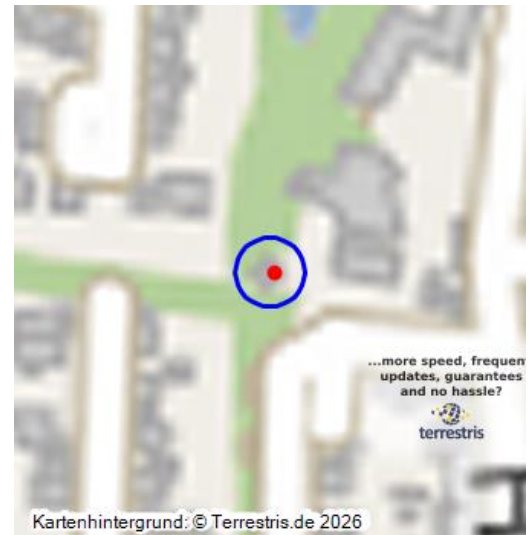 ...more speed, frequen
updates, guarantees
and no hassle?
terrestris
Kartenhintergrund: © Terrestris.de 2026